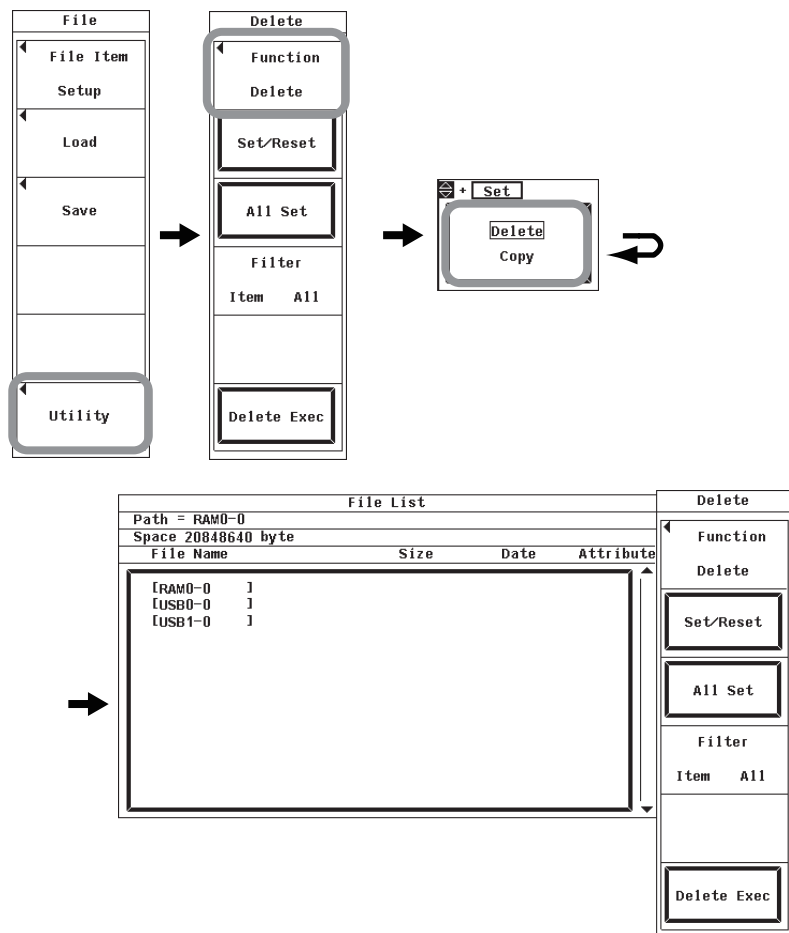 File
File Item
Setup
Load
Save
Utility
Delete
Function
Delete
Set/Reset
All Set
Filter
Item All
Delete Exec
+ Set
Delete
Copy
File List
Path = RAM0-0
Space 20848640 byte
File Name Size Date Attribute
[RAM0-0 ]
[USB0-0 ]
[USB1-0 ]
Delete
Function
Delete
Set/Reset
All Set
Filter
Item All
Delete Exec